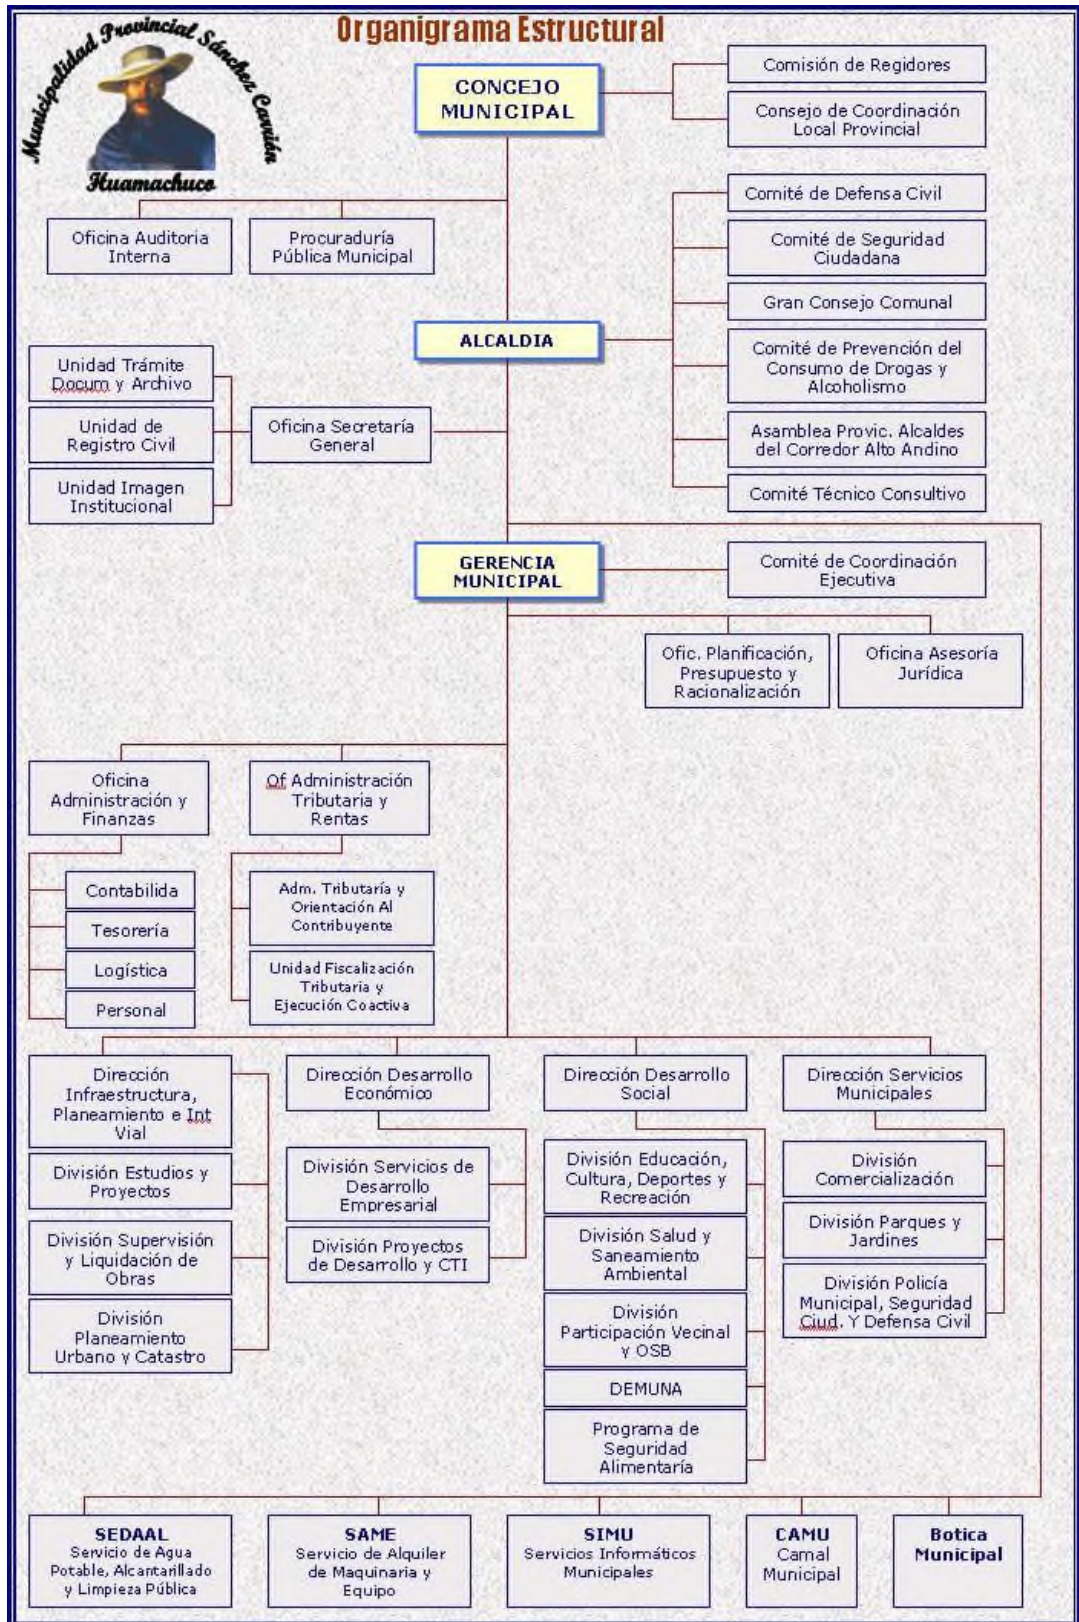 Municipalidad Provincial Sánchez Carrión
Huamachuco
Organigrama Estructural
CONCEJO
MUNICIPAL
Comisión de Regidores
Consejo de Coordinación
Local Provincial
Oficina Auditoria
Interna
Procuraduría
Pública Municipal
Comité de Defensa Civil
Comité de Seguridad
Ciudadana
Gran Consejo Comunal
ALCALDIA
Comité de Prevención del
Consumo de Drogas y
Alcoholismo
Asamblea Provic. Alcaldes
del Corredor Alto Andino
Comité Técnico Consultivo
Unidad Trámite
Docum y Archivo
Unidad de
Registro Civil
Unidad Imagen
Institucional
Oficina Secretaría
General
GERENCIA
MUNICIPAL
Comité de Coordinación
Ejecutiva
Ofic. Planificación,
Presupuesto y
Racionalización
Oficina Asesoría
Jurídica
Oficina
Administración y
Finanzas
Of Administración
Tributaria y
Rentas
Contabilida
Tesorería
Logística
Personal
Adm. Tributaría y
Orientación Al
Contribuyente
Unidad Fiscalización
Tributaria y
Ejecución Coactiva
Dirección
Infraestructura,
Planeamiento e Int
Vial
División Estudios y
Proyectos
División Supervisión
y Liquidación de
Obras
División
Planeamiento
Urbano y Catastro
Dirección Desarrollo
Económico
División Servicios de
Desarrollo
Empresarial
División Proyectos
de Desarrollo y CTI
Dirección Desarrollo
Social
División Educación,
Cultura, Deportes y
Recreación
División Salud y
Saneamiento
Ambiental
División
Participación Vecinal
y OSB
DEMUNA
Programa de
Seguridad
Alimentaría
Dirección Servicios
Municipales
División
Comercialización
División Parques y
Jardines
División Policía
Municipal, Seguridad
Ciud. Y Defensa Civil
SEDAAL
Servicio de Agua
Potable, Alcantarillado
y Limpieza Pública
SAME
Servicio de Alquiler
de Maquinaria y
Equipo
SIMU
Servicios Informáticos
Municipales
CAMU
Camal
Municipal
Botica
Municipal